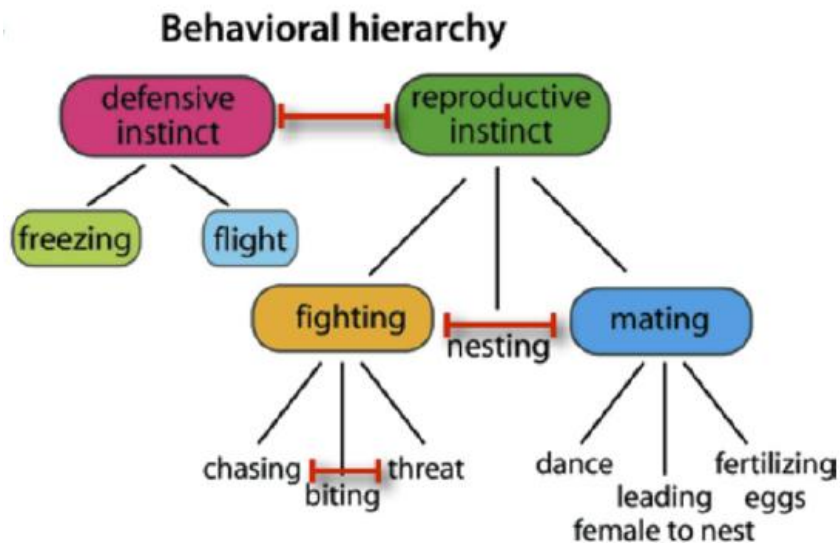 Behavioral hierarchy
defensive
instinct
reproductive
instinct
freezing
flight
fighting
nesting
mating
chasing
biting
threat
dance
leading
female to nest
fertilizing
eggs